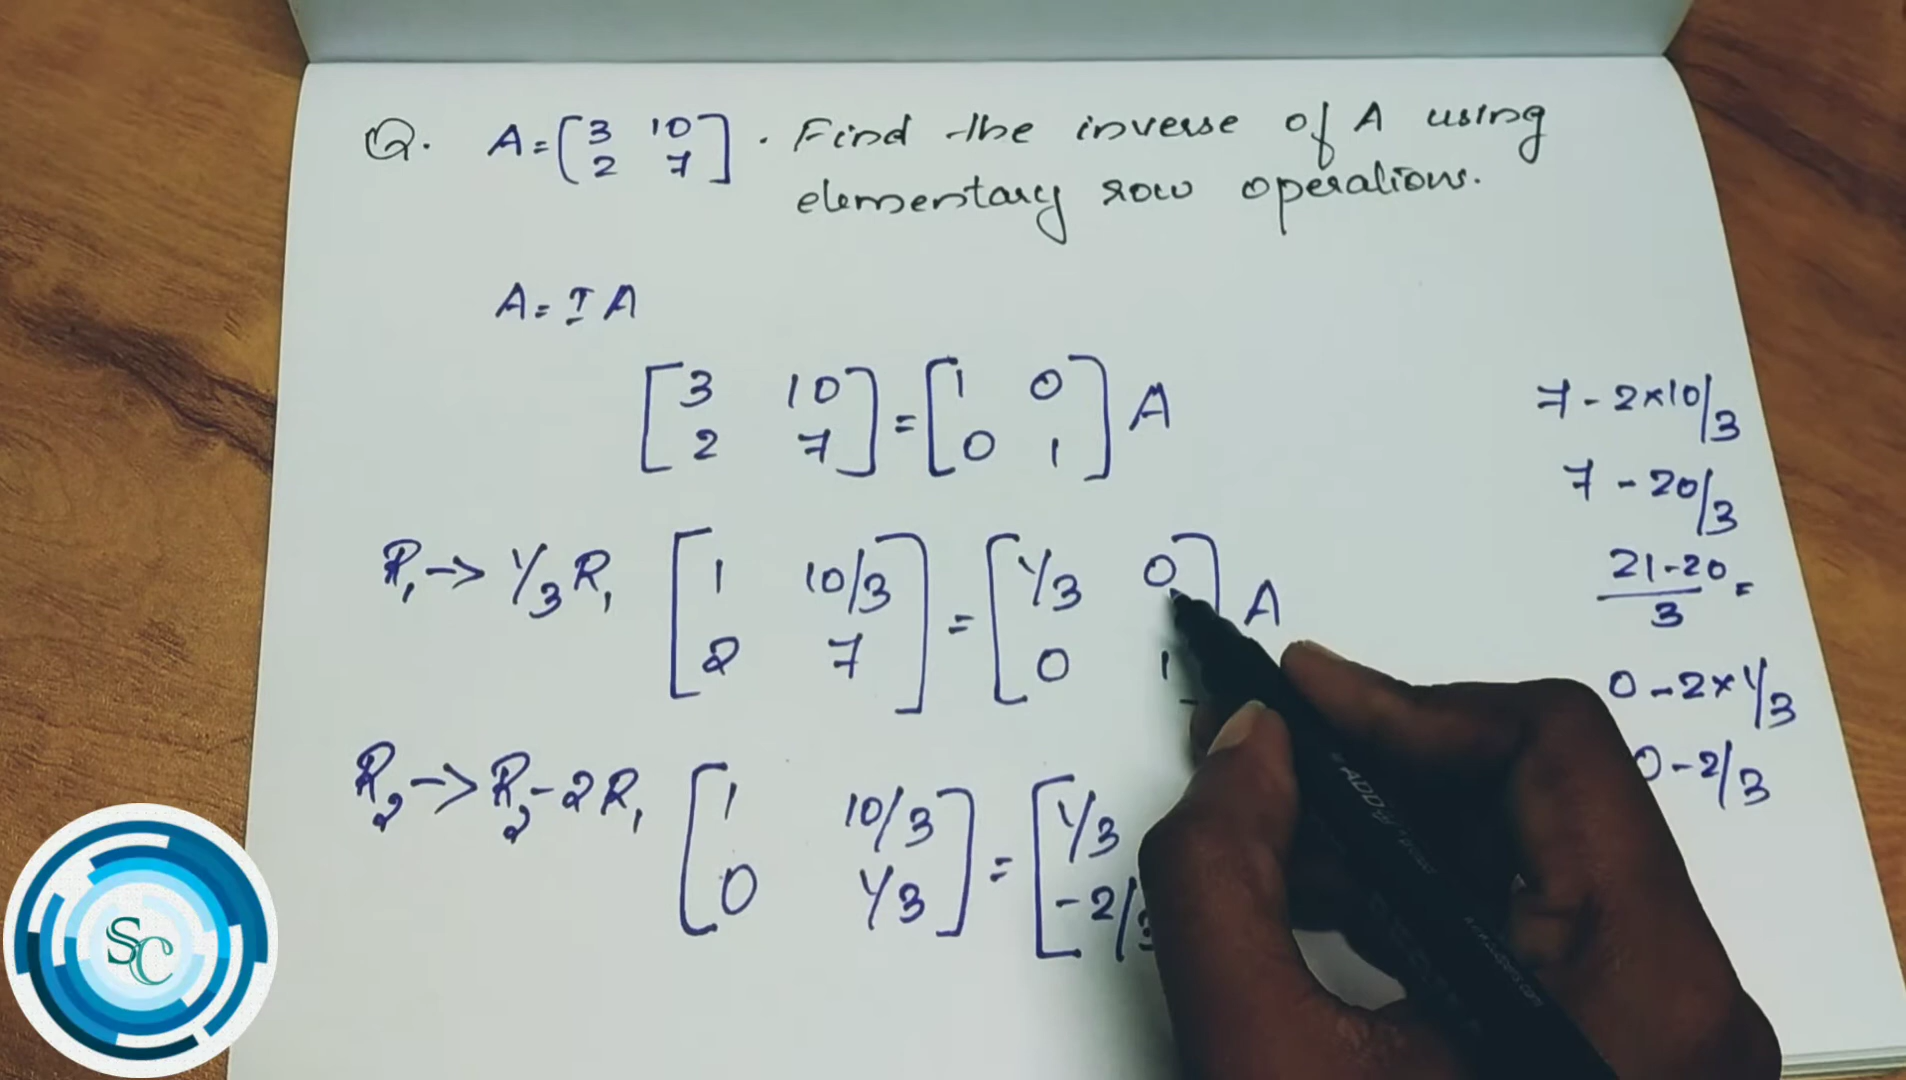 Q. A = [3 10] . Find the inverse of A using
[2 7] elementary row operations.
A = I A
[3 10] = [1 0] A
[2 7] [0 1]
R₁ → 1/3 R₁ [1 10/3] = [1/3 0] A
[2 7] [0 1]
R₂ → R₂ - 2R₁ [1 10/3] = [1/3
[0 1/3] [-2/3
7 - 2×10/3
7 - 20/3
21-20/3 =
0 - 2×1/3
0 - 2/3
SC